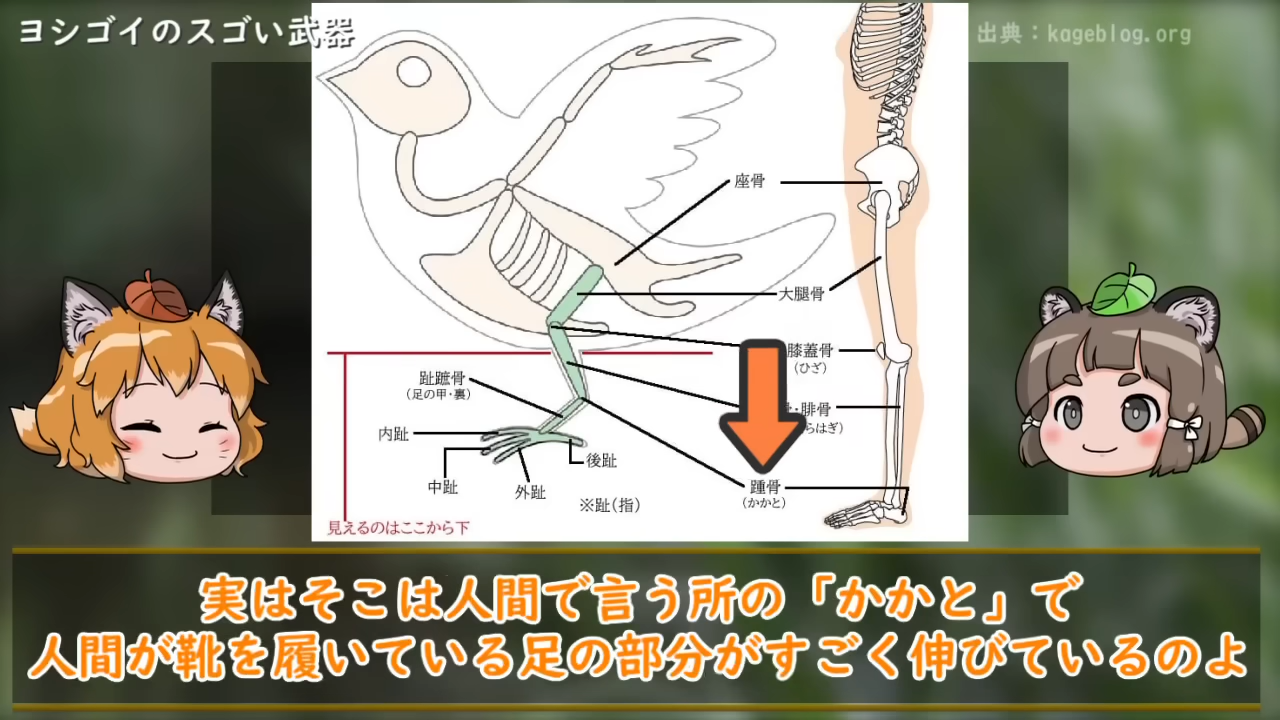 ヨシゴイのスゴい武器
出典：kageblog.org
座骨
大腿骨
膝蓋骨
(ひざ)
・腓骨
らはぎ)
趾蹠骨
(足の甲・裏)
内趾
中趾
外趾
後趾
※趾(指)
踵骨
(かかと)
見えるのはここから下
実はそこは人間で言う所の「かかと」で
人間が靴を履いている足の部分がすごく伸びているのよ